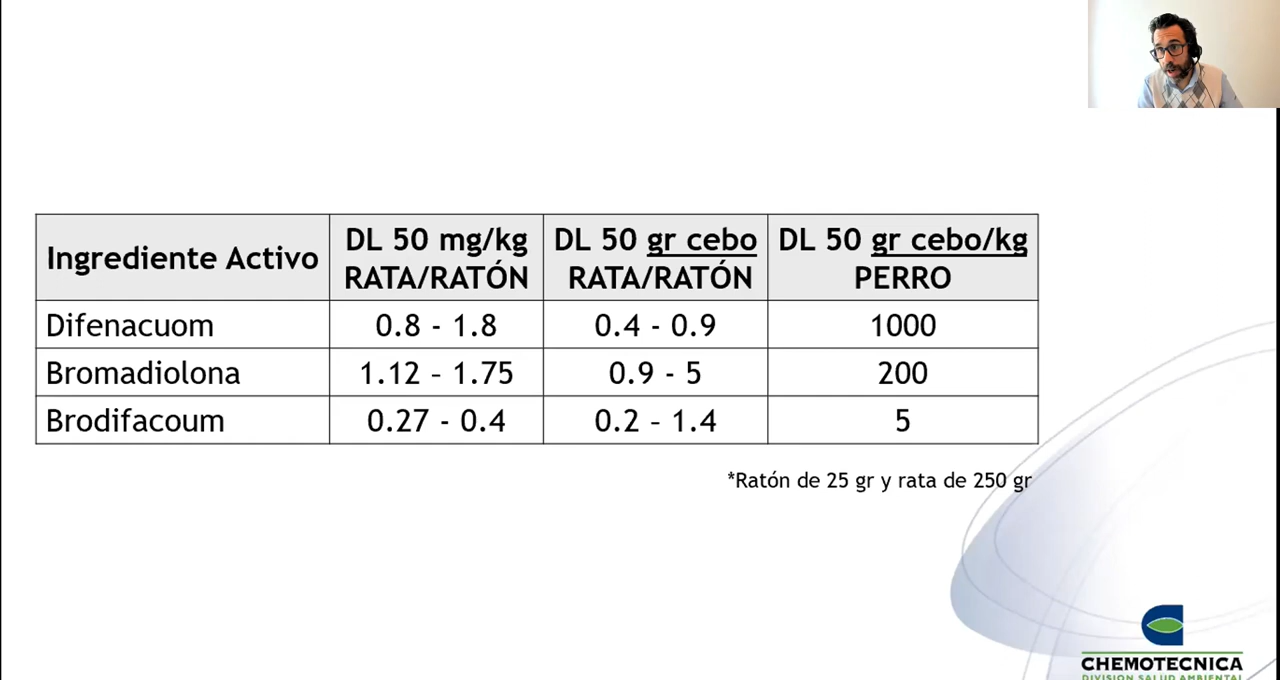 Ingrediente Activo
DL 50 mg/kg
RATA/RATÓN
DL 50 gr cebo
RATA/RATÓN
DL 50 gr cebo/kg
PERRO
Difenacuom
0.8 - 1.8
0.4 - 0.9
1000
Bromadiolona
1.12 – 1.75
0.9 - 5
200
Brodifacoum
0.27 - 0.4
0.2 – 1.4
5
*Ratón de 25 gr y rata de 250 gr
CHEMOTECNICA
DIVISION SALUD AMBIENTAL